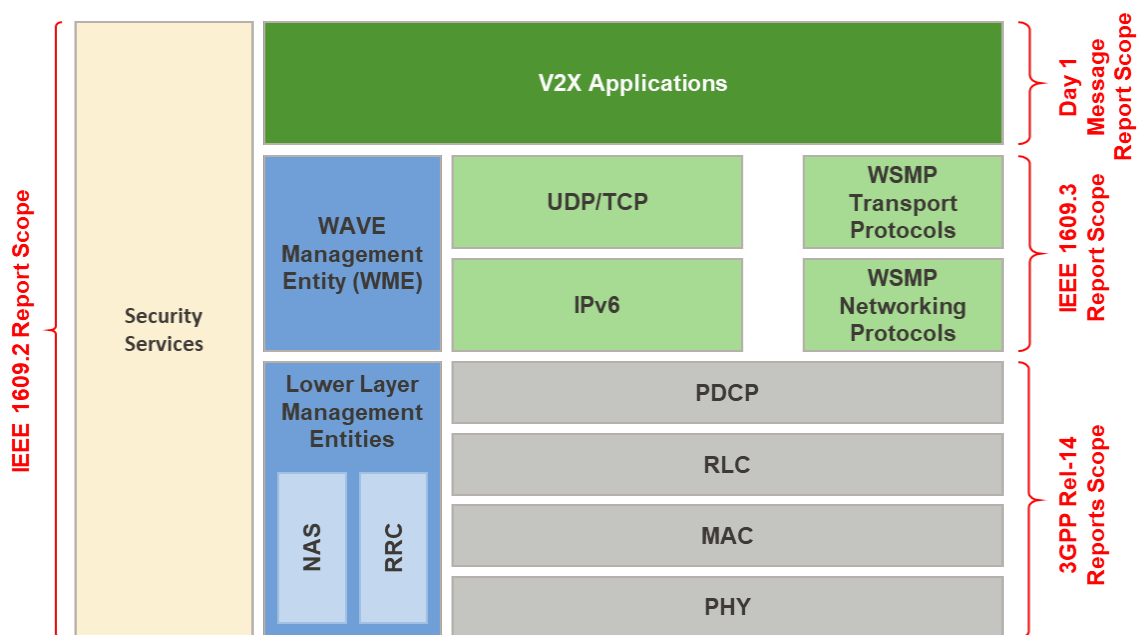 IEEE 1609.2 Report Scope
Security
Services
V2X Applications
Day 1
Message
Report Scope
WAVE
Management
Entity (WME)
UDP/TCP
WSMP
Transport
Protocols
IPv6
WSMP
Networking
Protocols
IEEE 1609.3
Report Scope
Lower Layer
Management
Entities
NAS
RRC
PDCP
RLC
MAC
PHY
3GPP Rel-14
Reports Scope